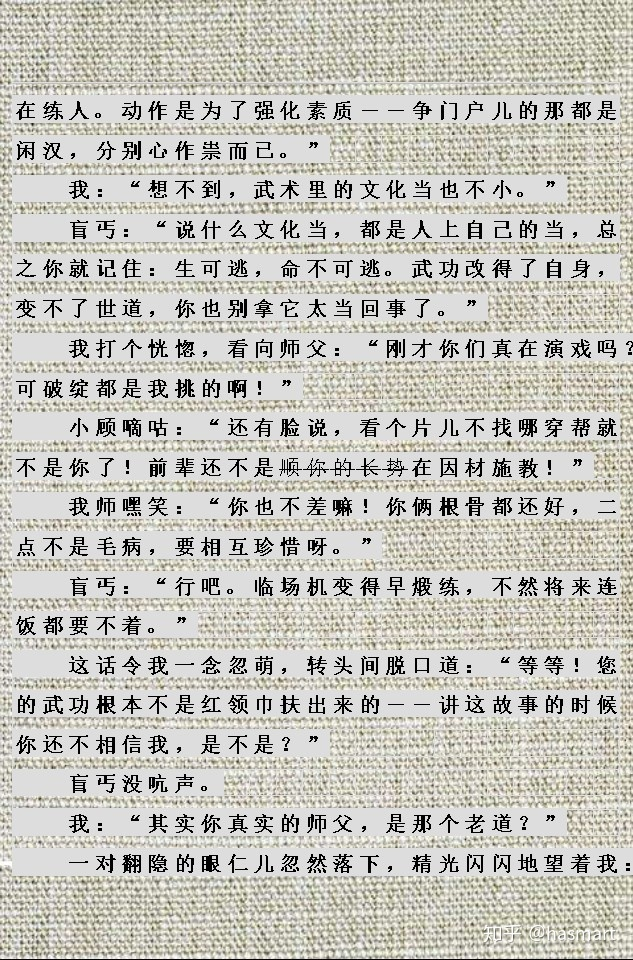 在练人。动作是为了强化素质——争门户儿的那都是
闲汉，分别心作祟而己。”
我：“想不到，武术里的文化当也不小。”
盲丐：“说什么文化当，都是人上自己的当，总
之你就记住：生可逃，命不可逃。武功改得了自身，
变不了世道，你也别拿它太当回事了。”
我打个恍惚，看向师父：“刚才你们真在演戏吗？
可破绽都是我挑的啊！”
小顾嘀咕：“还有脸说，看个片儿不找哪穿帮就
不是你了！前辈还不是顺你的长势在因材施教！”
我师嘿笑：“你也不差嘛！你俩根骨都还好，二
点不是毛病，要相互珍惜呀。”
盲丐：“行吧。临场机变得早煅练，不然将来连
饭都要不着。”
这话令我一念忽萌，转头间脱口道：“等等！您
的武功根本不是红领巾扶出来的——讲这故事的时候
你还不相信我，是不是？”
盲丐没吭声。
我：“其实你真实的师父，是那个老道？”
一对翻隐的眼仁儿忽然落下，精光闪闪地望着我：
知乎 @hasmart